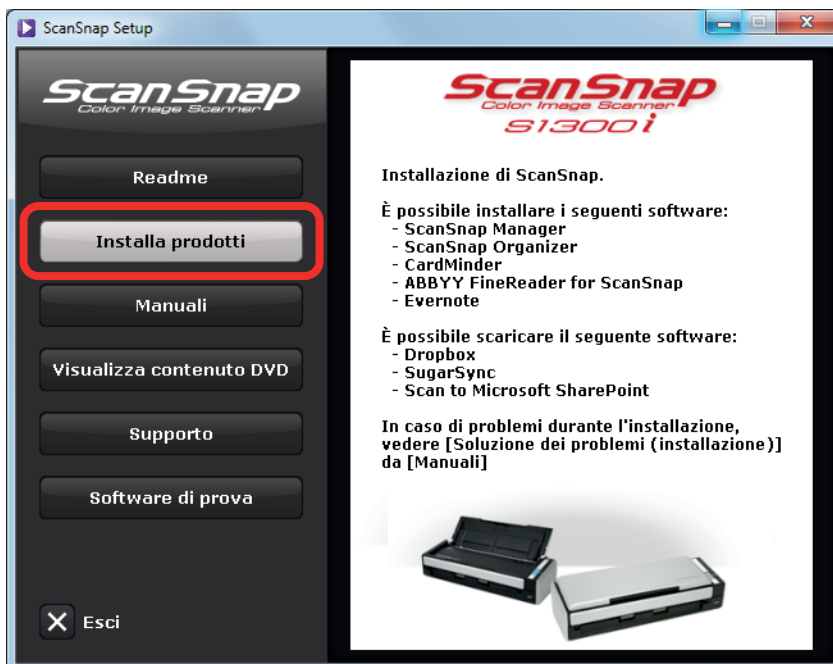 ScanSnap Setup
ScanSnap
Color Image Scanner
Readme
Installa prodotti
Manuali
Visualizza contenuto DVD
Supporto
Software di prova
Esci
ScanSnap
Color Image Scanner
S1300i
Installazione di ScanSnap.
È possibile installare i seguenti software:
- ScanSnap Manager
- ScanSnap Organizer
- CardMinder
- ABBYY FineReader for ScanSnap
- Evernote
È possibile scaricare il seguente software:
- Dropbox
- SugarSync
- Scan to Microsoft SharePoint
In caso di problemi durante l'installazione,
vedere [Soluzione dei problemi (installazione)]
da [Manuali]